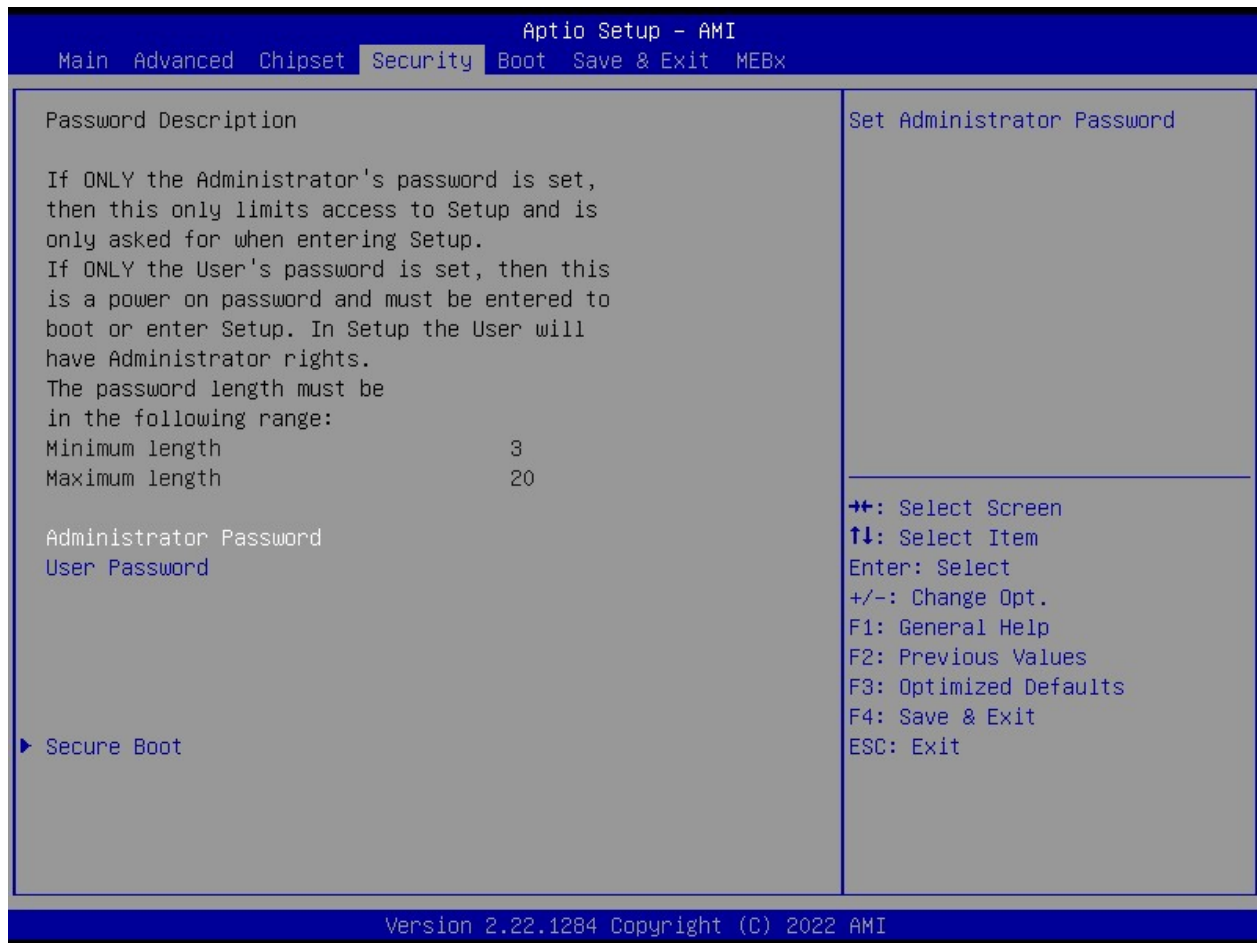 Aptio Setup – AMI
Main Advanced Chipset Security Boot Save & Exit MEBx
Password Description
If ONLY the Administrator's password is set,
then this only limits access to Setup and is
only asked for when entering Setup.
If ONLY the User's password is set, then this
is a power on password and must be entered to
boot or enter Setup. In Setup the User will
have Administrator rights.
The password length must be
in the following range:
Minimum length 3
Maximum length 20
Administrator Password
User Password
▶ Secure Boot
Set Administrator Password
→←: Select Screen
↑↓: Select Item
Enter: Select
+/-: Change Opt.
F1: General Help
F2: Previous Values
F3: Optimized Defaults
F4: Save & Exit
ESC: Exit
Version 2.22.1284 Copyright (C) 2022 AMI